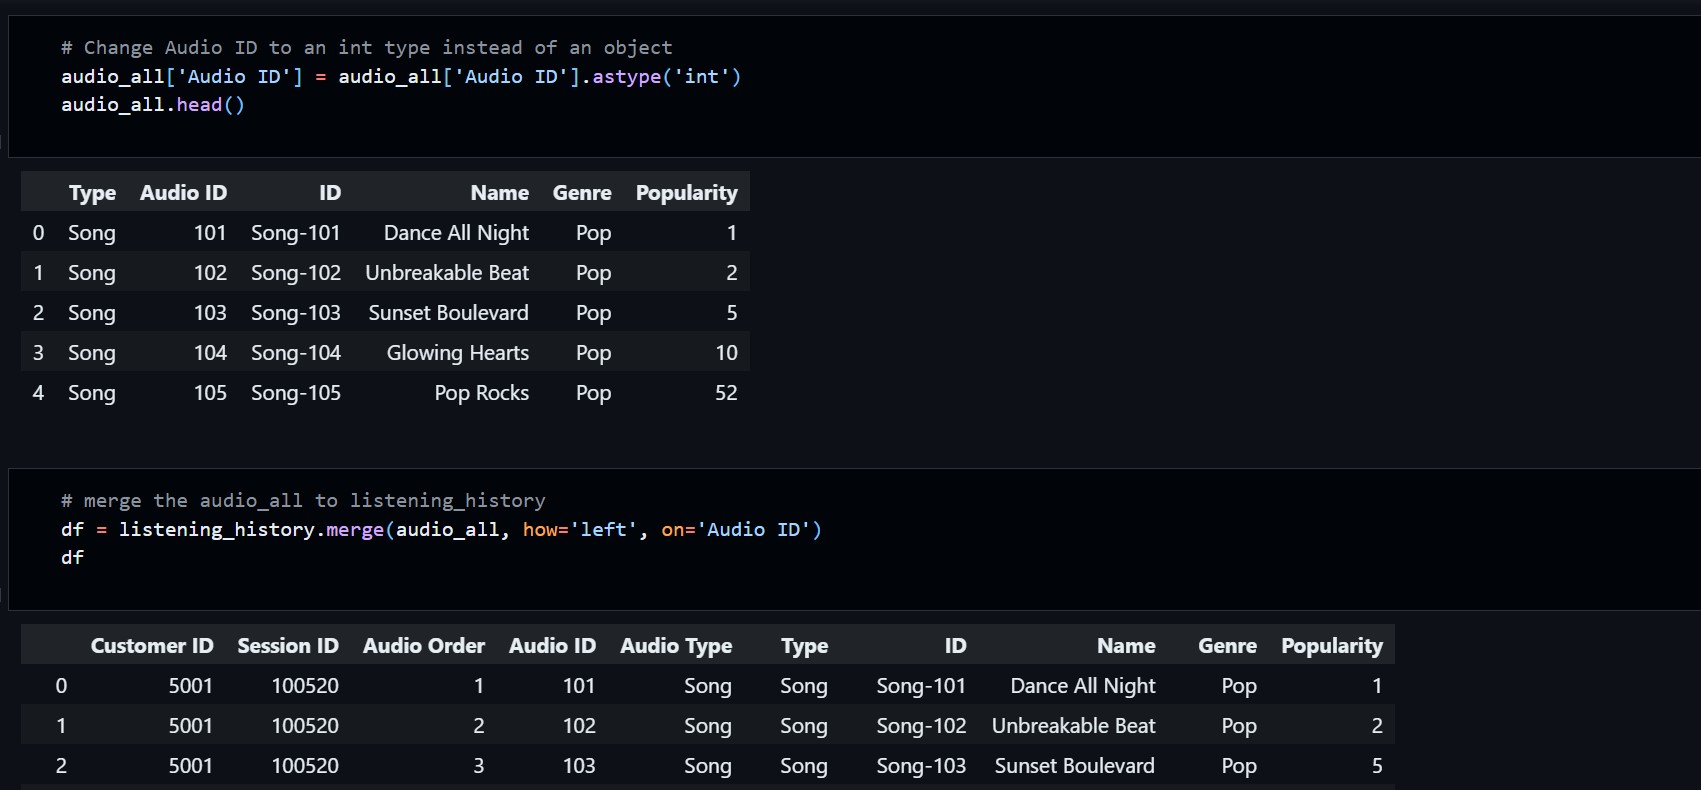 # Change Audio ID to an int type instead of an object
audio_all['Audio ID'] = audio_all['Audio ID'].astype('int')
audio_all.head()
Type Audio ID ID Name Genre Popularity
0 Song 101 Song-101 Dance All Night Pop 1
1 Song 102 Song-102 Unbreakable Beat Pop 2
2 Song 103 Song-103 Sunset Boulevard Pop 5
3 Song 104 Song-104 Glowing Hearts Pop 10
4 Song 105 Song-105 Pop Rocks Pop 52
# merge the audio_all to listening_history
df = listening_history.merge(audio_all, how='left', on='Audio ID')
df
Customer ID Session ID Audio Order Audio ID Audio Type Type ID Name Genre Popularity
0 5001 100520 1 101 Song Song Song-101 Dance All Night Pop 1
1 5001 100520 2 102 Song Song Song-102 Unbreakable Beat Pop 2
2 5001 100520 3 103 Song Song Song-103 Sunset Boulevard Pop 5